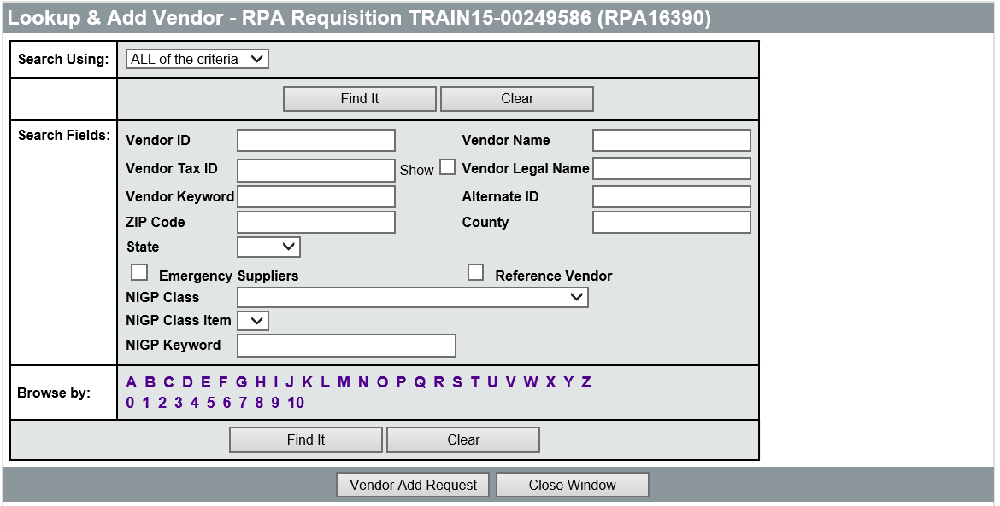 Lookup & Add Vendor - RPA Requisition TRAIN15-00249586 (RPA16390)
Search Using: ALL of the criteria
Find It Clear
Search Fields:
Vendor ID Vendor Name
Vendor Tax ID Show Vendor Legal Name
Vendor Keyword Alternate ID
ZIP Code County
State
Emergency Suppliers Reference Vendor
NIGP Class
NIGP Class Item
NIGP Keyword
Browse by:
A B C D E F G H I J K L M N O P Q R S T U V W X Y Z
0 1 2 3 4 5 6 7 8 9 10
Find It Clear
Vendor Add Request Close Window